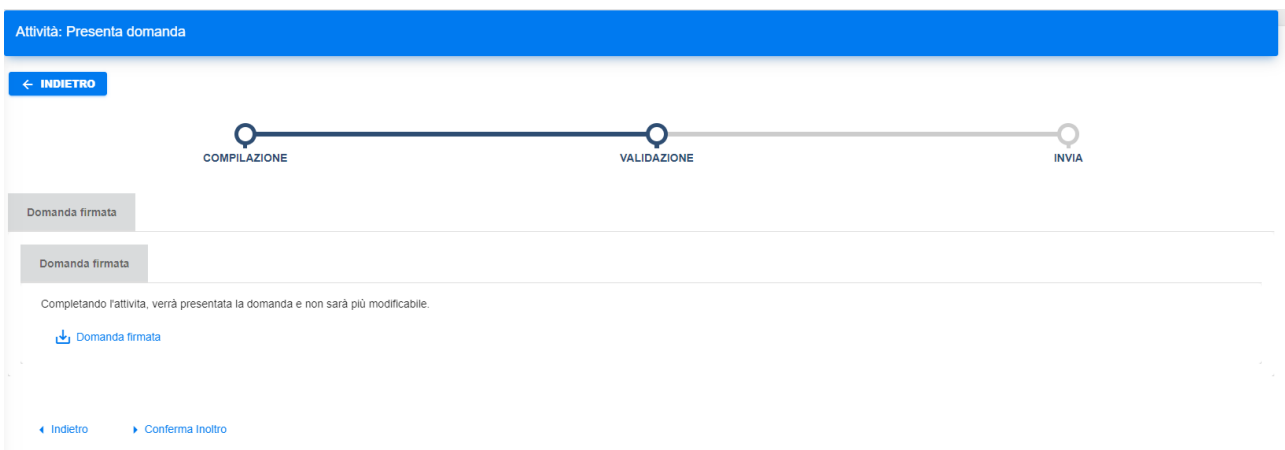 Attività: Presenta domanda
INDIETRO
COMPILAZIONE VALIDAZIONE INVIA
Domanda firmata
Domanda firmata
Completando l'attivita, verrà presentata la domanda e non sarà più modificabile.
Domanda firmata
Indietro Conferma Inoltro